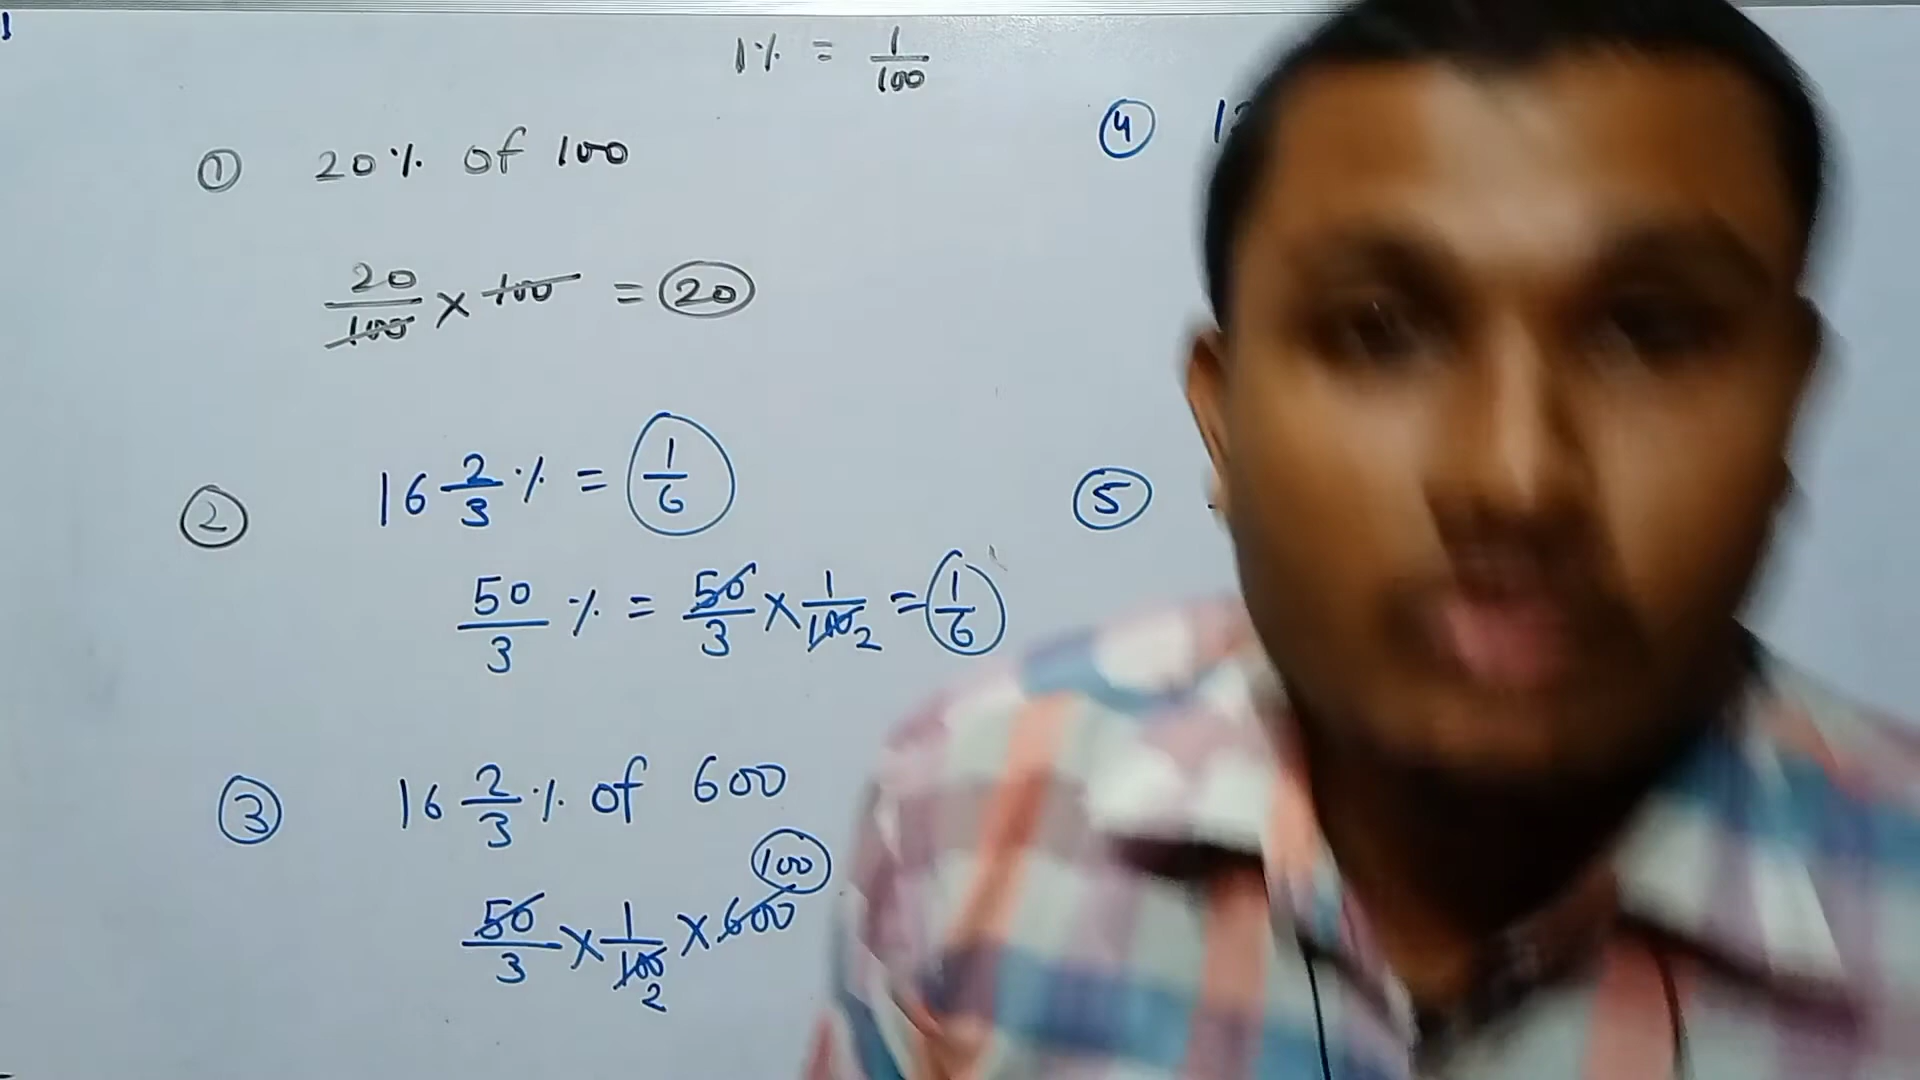 1% = 1/100
① 20% of 100
20/100 × 100 = 20
② 16 2/3 % = 1/6
50/3 % = 50/3 × 1/100 2 = 1/6
③ 16 2/3 % of 600
100
50/3 × 1/100 × 600
2
④
⑤